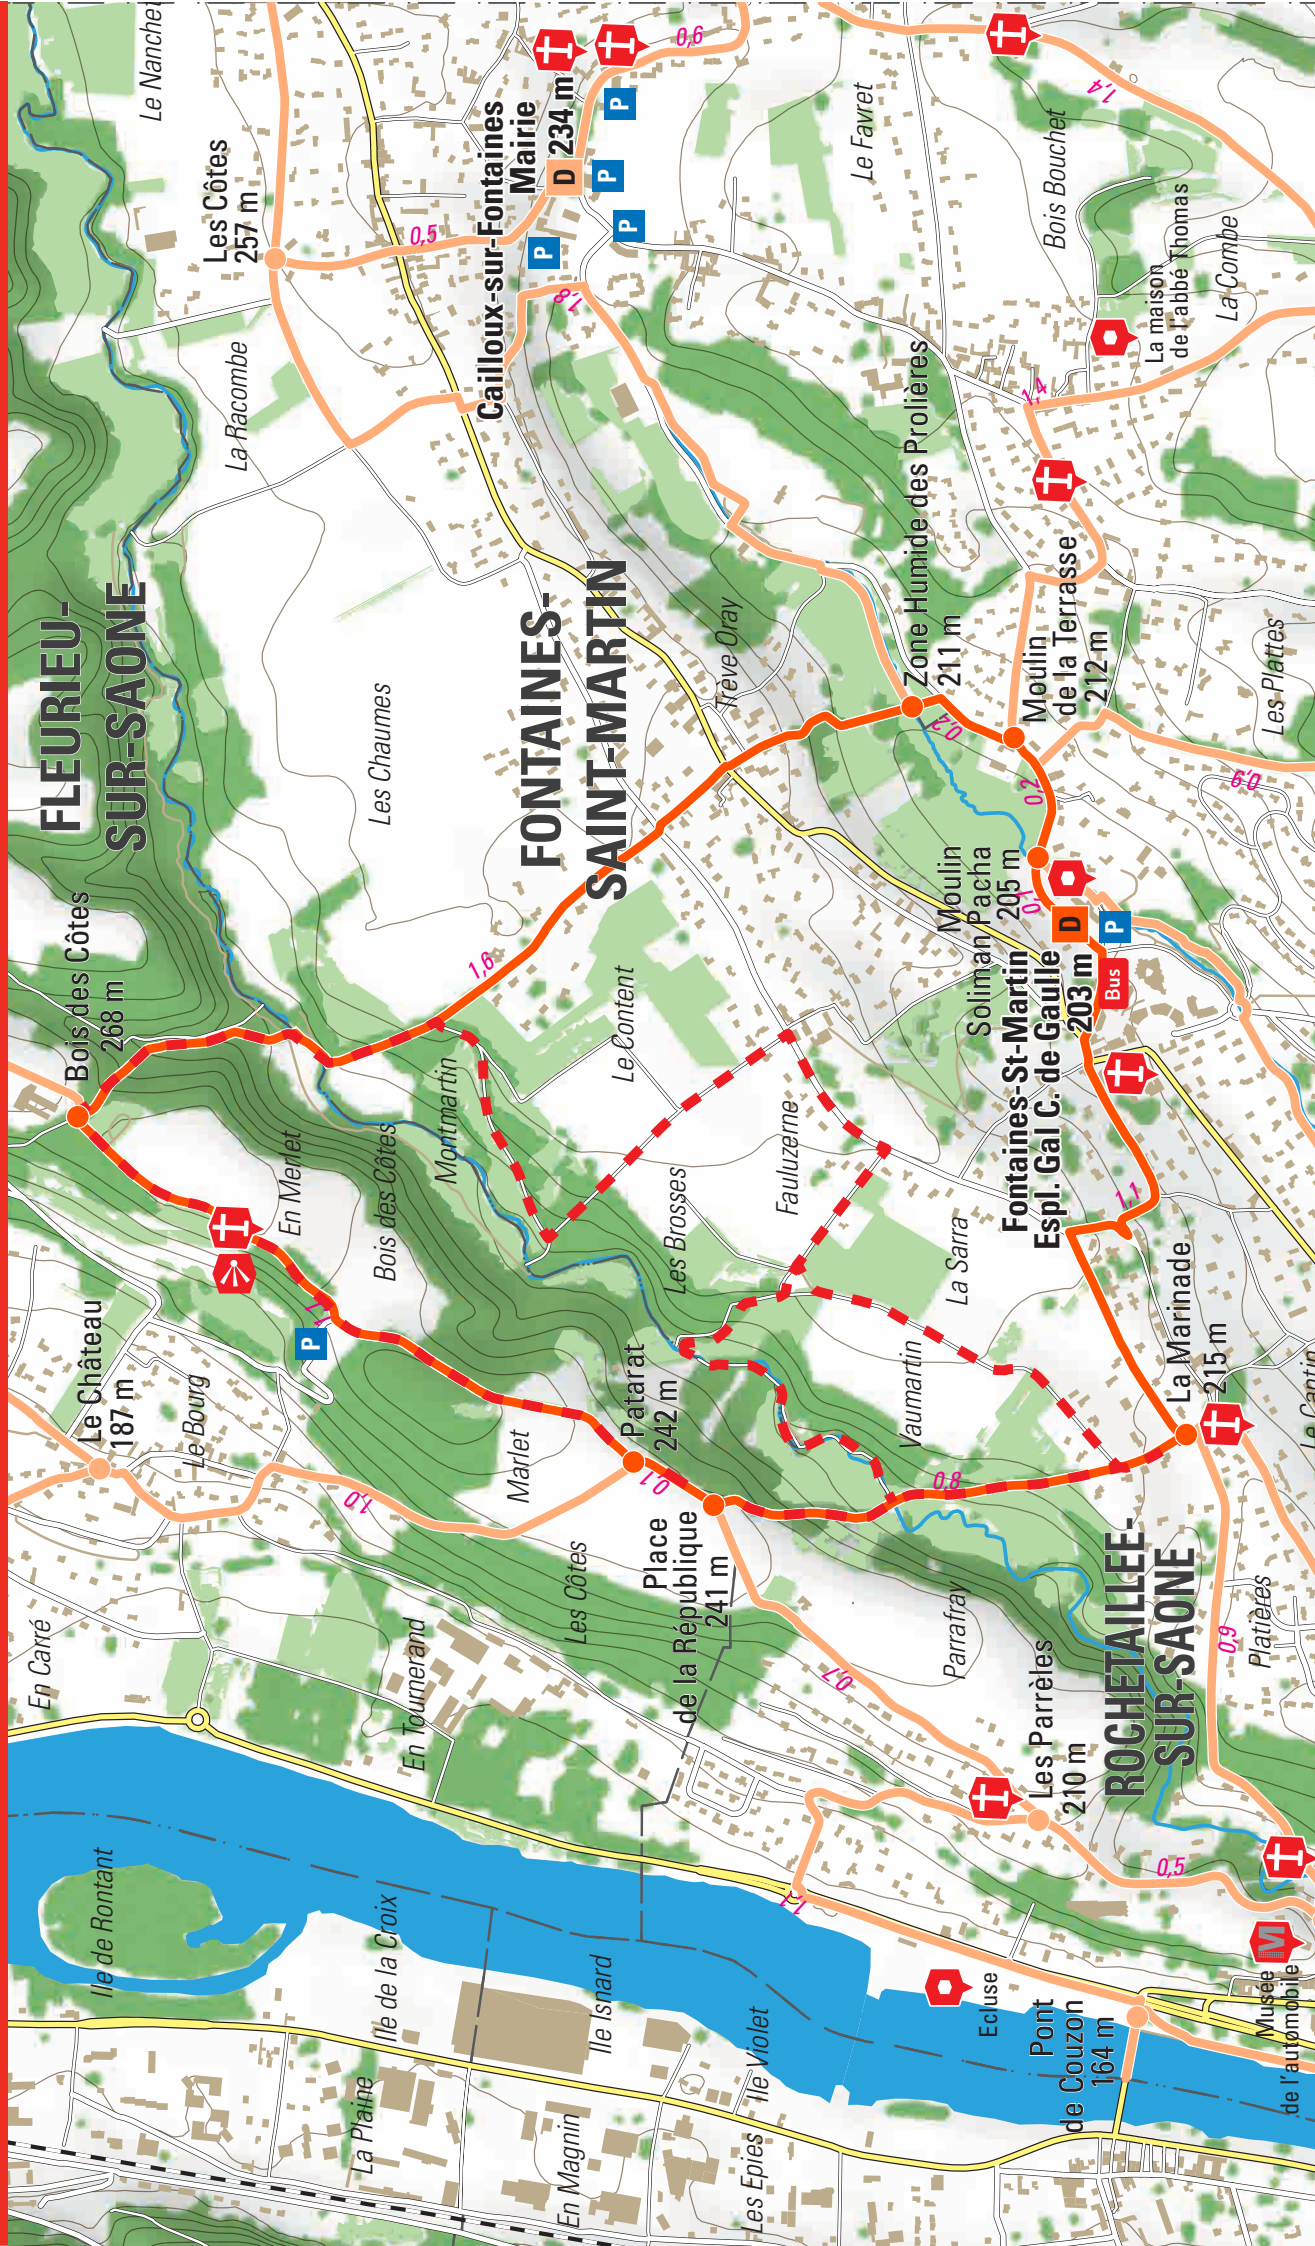 Le Nanchet
Les Côtes
257 m
Cailloux-sur-Fontaines
Mairie
234 m
D
P
P
P
P
0,6
0,5
1,8
Le Favret
Bois Bouchet
1,4
La maison
de l'abbé Thomas
La Combe
1,4
La Racombe
FLEURIEU-
SUR-SAONE
Les Chaumes
FONTAINES-
SAINT-MARTIN
Trève Oray
Zone Humide des Prolières
211 m
0,2
Moulin
de la Terrasse
212 m
Les Plattes
0,9
0,2
Moulin
Soliman Pacha
205 m
0,1
D
P
Bus
Fontaines-St-Martin
Espl. Gal C. de Gaulle
203 m
Bois des Côtes
268 m
1,6
Le Content
Montmartin
En Merlet
Bois des Côtes
Les Brosses
Fauluzerne
La Sarra
1,1
La Marinade
215 m
Le Château
187 m
Le Bourg
P
1,7
Marlet
Patarat
242 m
0,1
1,0
Vaumartin
0,8
Place
de la République
241 m
Les Côtes
En Carré
En Tournerand
0,7
Parrafray
ROCHETAILLEE-
SUR-SAONE
0,9
Platières
Les Parrèles
210 m
0,5
1,1
Ile de Rontant
Ile de la Croix
Ile Isnard
Ile Violet
Ecluse
Pont
de Couzon
164 m
M
Musée
de l'automobile
La Plaine
En Magnin
Les Epies